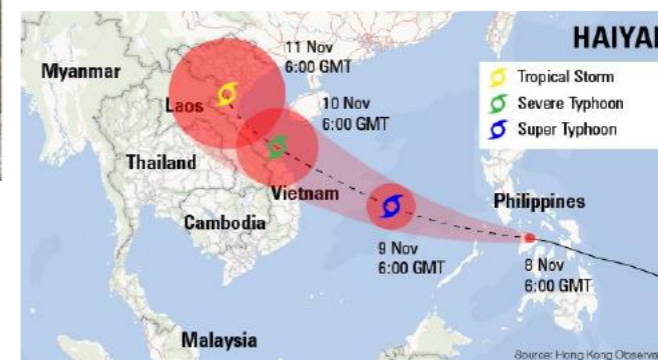 HAIYA
Tropical Storm
Severe Typhoon
Super Typhoon
11 Nov
6:00 GMT
Myanmar
10 Nov
6:00 GMT
Laos
Thailand
Vietnam
Philippines
Cambodia
9 Nov
6:00 GMT
8 Nov
6:00 GMT
Malaysia
Source: Hong Kong Observa